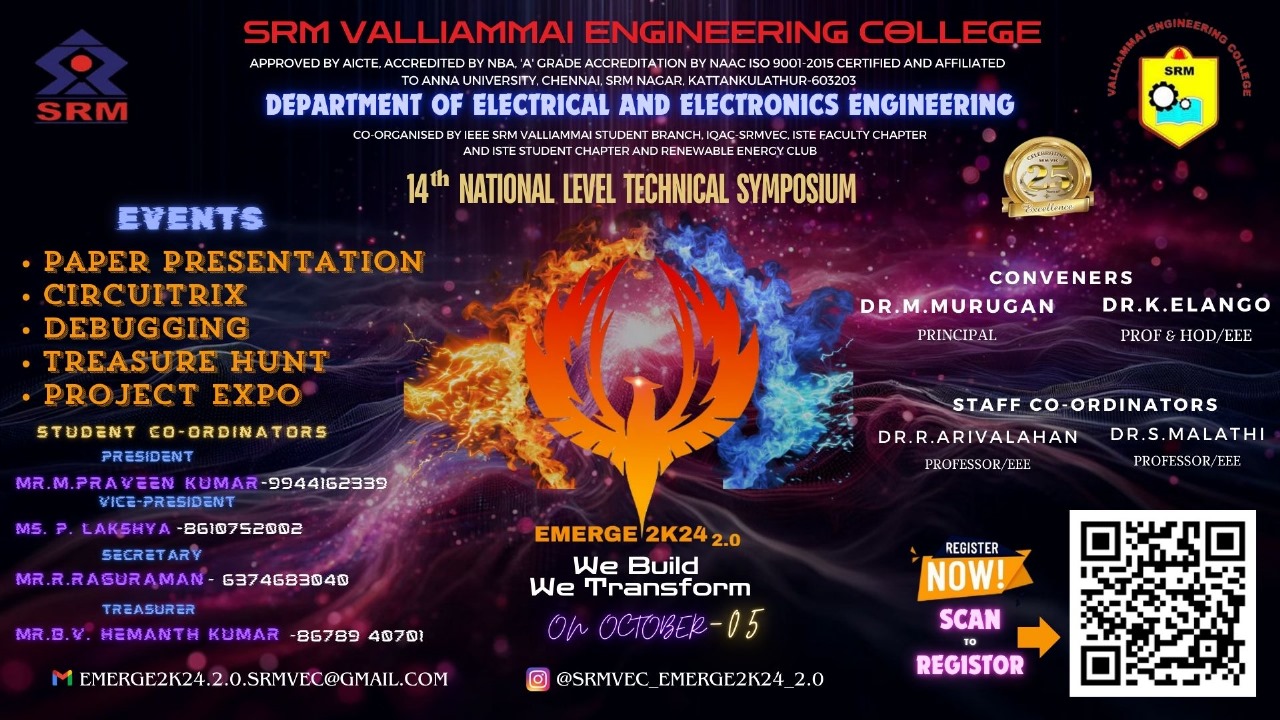 SRM VALLIAMMAI ENGINEERING COLLEGE
APPROVED BY AICTE, ACCREDITED BY NBA, 'A' GRADE ACCREDITATION BY NAAC ISO 9001-2015 CERTIFIED AND AFFILIATED
TO ANNA UNIVERSITY, CHENNAI, SRM NAGAR, KATTANKULATHUR-603203
DEPARTMENT OF ELECTRICAL AND ELECTRONICS ENGINEERING
CO-ORGANISED BY IEEE SRM VALLIAMMAI STUDENT BRANCH, IQAC-SRMVEC, ISTE FACULTY CHAPTER
AND ISTE STUDENT CHAPTER AND RENEWABLE ENERGY CLUB
14th NATIONAL LEVEL TECHNICAL SYMPOSIUM
SRM
VALLIAMMAI ENGINEERING COLLEGE
SRM
CELEBRATING
SRM VEC
25
Excellence
EVENTS
• PAPER PRESENTATION
• CIRCUITRIX
• DEBUGGING
• TREASURE HUNT
• PROJECT EXPO
STUDENT CO-ORDINATORS
PRESIDENT
MR.M.PRAVEEN KUMAR-9944162339
VICE-PRESIDENT
MS. P. LAKSHYA -8610752002
SECRETARY
MR.R.RAGURAMAN- 6374683040
TREASURER
MR.B.V. HEMANTH KUMAR -86789 40701
EMERGE2K24.2.0.SRMVEC@GMAIL.COM
EMERGE 2K24 2.0
We Build
We Transform
ON OCTOBER-05
@SRMVEC_EMERGE2K24_2.0
CONVENERS
DR.M.MURUGAN DR.K.ELANGO
PRINCIPAL PROF & HOD/EEE
STAFF CO-ORDINATORS
DR.R.ARIVALAHAN DR.S.MALATHI
PROFESSOR/EEE PROFESSOR/EEE
REGISTER
NOW!
SCAN
TO
REGISTOR